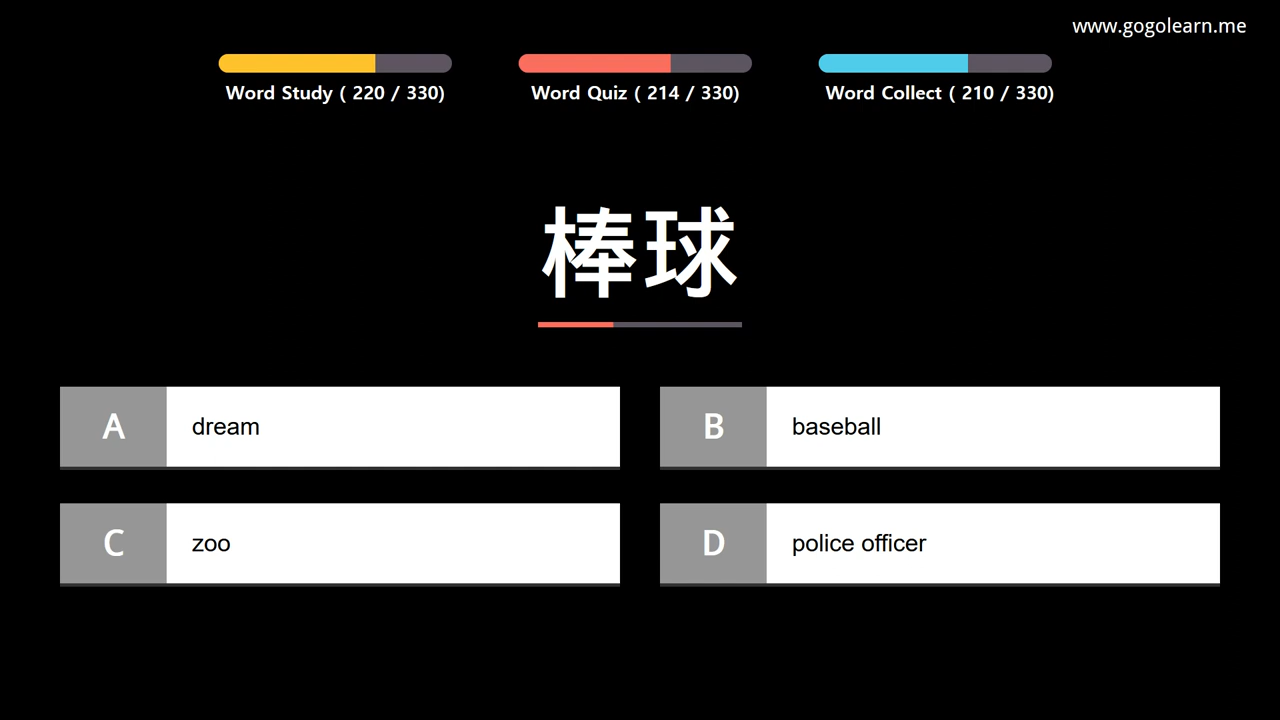 www.gogolearn.me
Word Study ( 220 / 330)
Word Quiz ( 214 / 330)
Word Collect ( 210 / 330)
棒球
A dream
B baseball
C zoo
D police officer